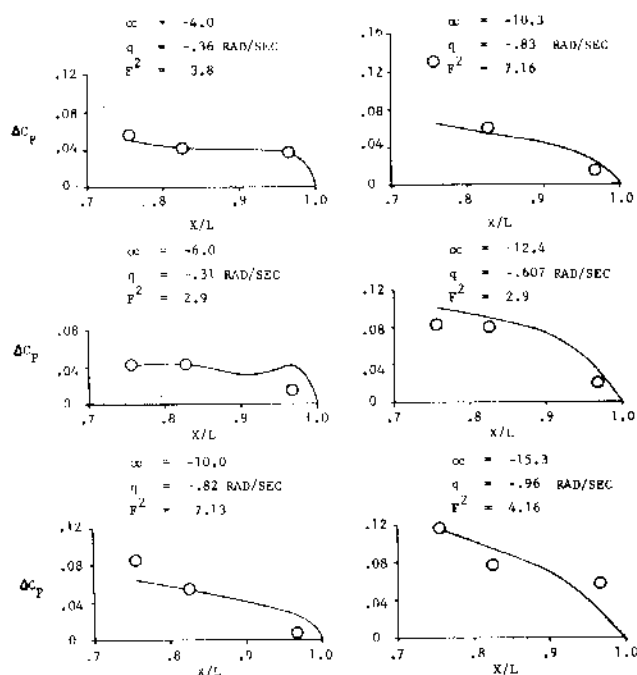 ∝ = -4.0
q = -.36 RAD/SEC
F² = 3.8
.12
.08
.04
0
ΔCp
.7 .8 .9 1.0
X/L
∝ = -10.3
q = -.83 RAD/SEC
F² = 7.16
.16
.12
.08
.04
0
.7 .8 .9 1.0
X/L
∝ = -6.0
q = -.31 RAD/SEC
F² = 2.9
.08
.04
0
ΔCp
.7 .8 .9 1.0
X/L
∝ = -12.4
q = -.607 RAD/SEC
F² = 2.9
.12
.08
.04
0
.7 .8 .9 1.0
X/L
∝ = -10.0
q = -.82 RAD/SEC
F² = 7.13
.12
.08
.04
0
ΔCp
.7 .8 .9 1.0
X/L
∝ = -15.3
q = -.96 RAD/SEC
F² = 4.16
.12
.08
.04
0
.7 .8 .9 1.0
X/L